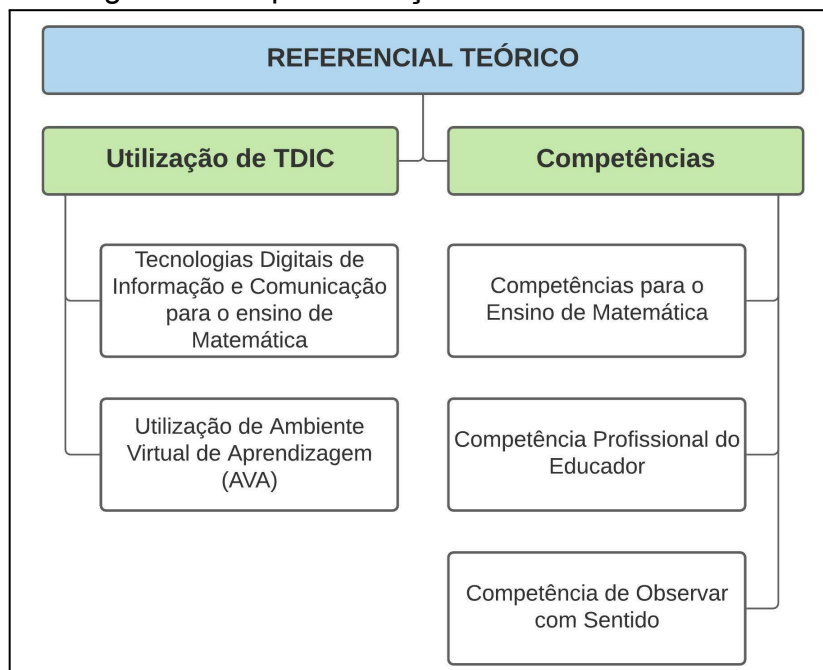 REFERENCIAL TEÓRICO
Utilização de TDIC
Tecnologias Digitais de
Informação e Comunicação
para o ensino de
Matemática
Utilização de Ambiente
Virtual de Aprendizagem
(AVA)
Competências
Competências para o
Ensino de Matemática
Competência Profissional do
Educador
Competência de Observar
com Sentido